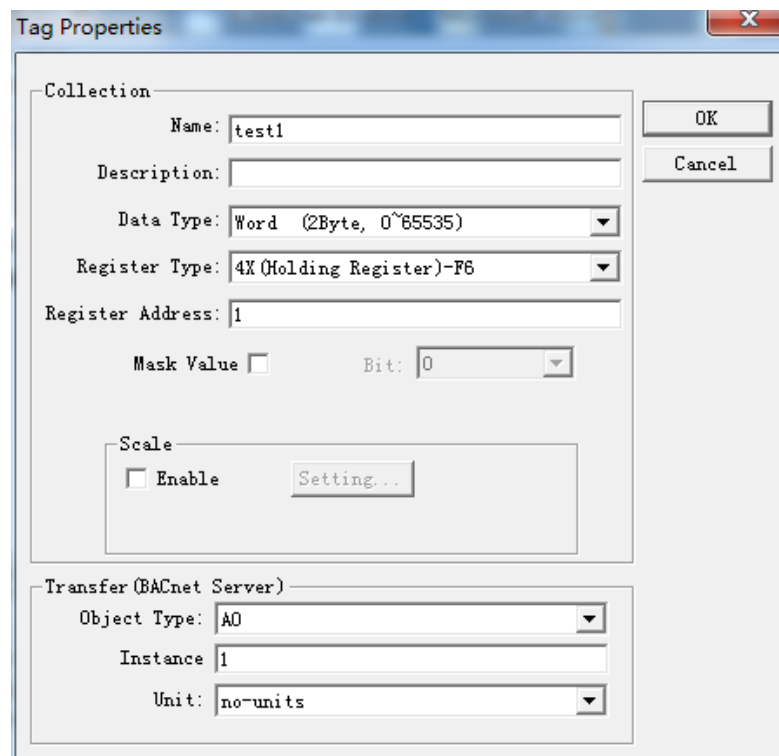 Tag Properties
Collection
Name: test1
OK
Description:
Cancel
Data Type: Word (2Byte, 0~65535)
Register Type: 4X(Holding Register)-F6
Register Address: 1
Mask Value Bit: 0
Scale
Enable Setting...
Transfer(BACnet Server)
Object Type: AO
Instance 1
Unit: no-units